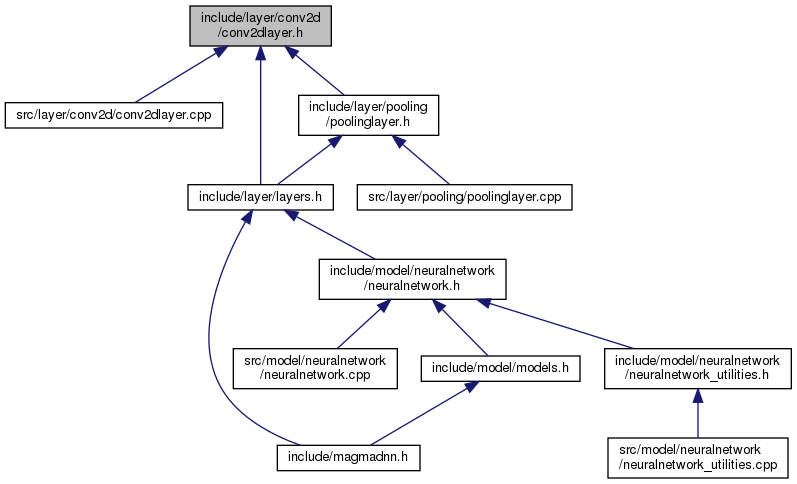 include/layer/conv2d
/conv2dlayer.h
src/layer/conv2d/conv2dlayer.cpp
include/layer/pooling
/poolinglayer.h
include/layer/layers.h
src/layer/pooling/poolinglayer.cpp
include/model/neuralnetwork
/neuralnetwork.h
src/model/neuralnetwork
/neuralnetwork.cpp
include/model/models.h
include/model/neuralnetwork
/neuralnetwork_utilities.h
include/magmadnn.h
src/model/neuralnetwork
/neuralnetwork_utilities.cpp